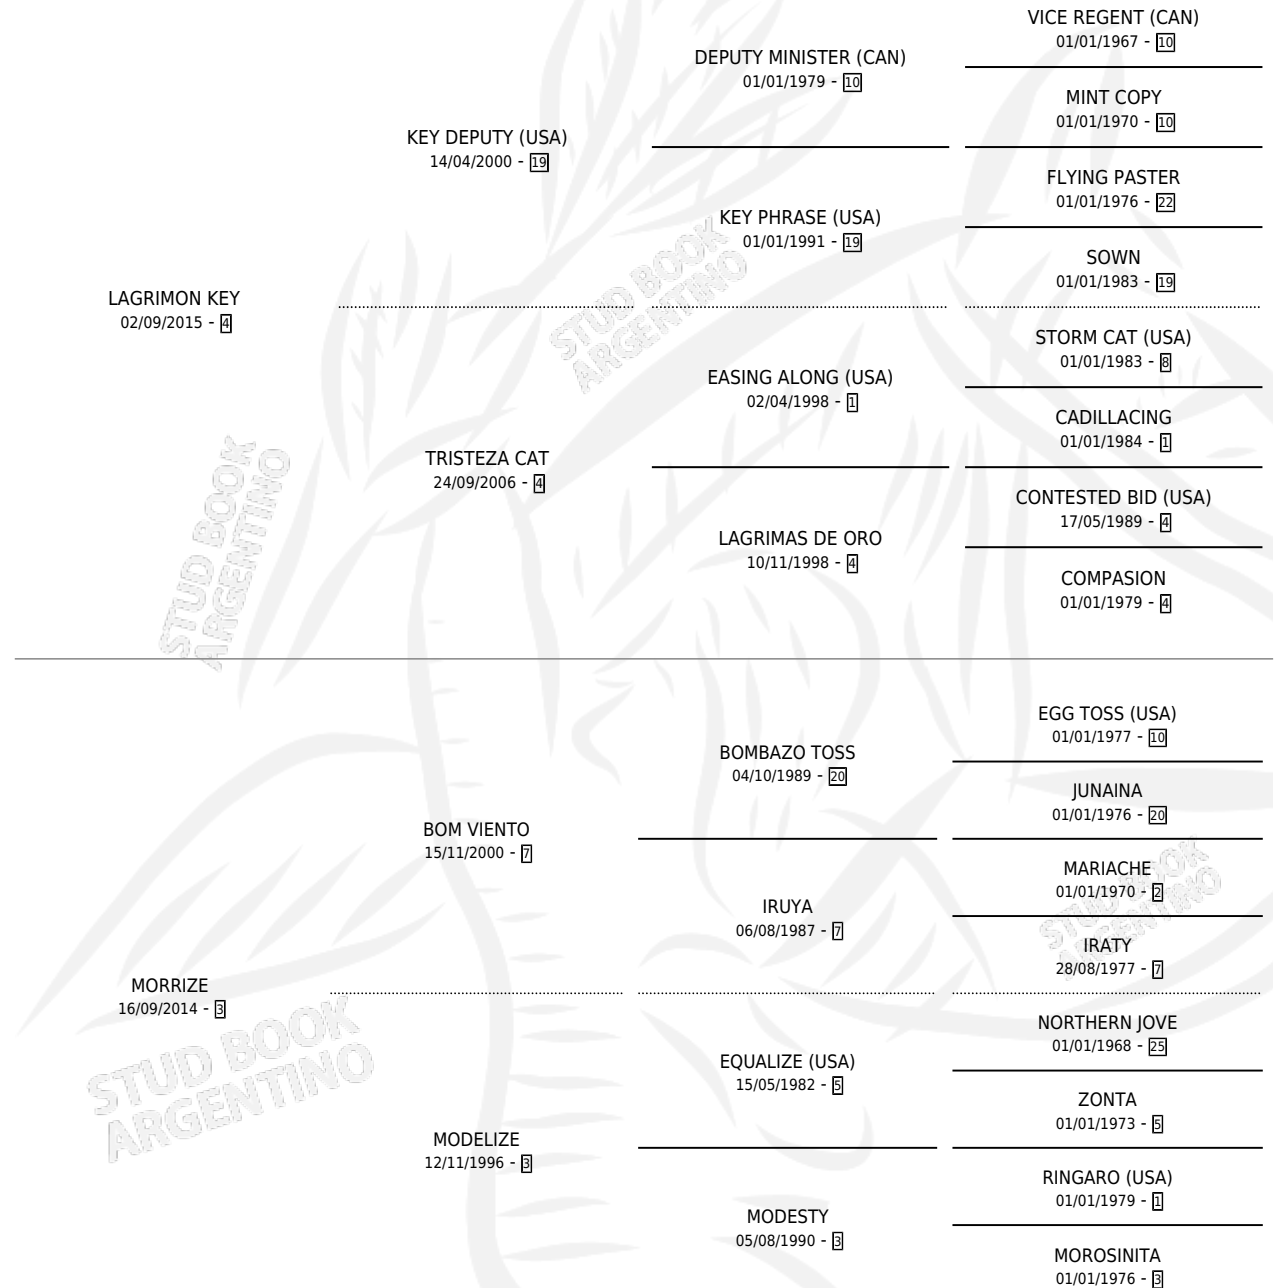 VICE REGENT (CAN)
01/01/1967 - 10
DEPUTY MINISTER (CAN)
01/01/1979 - 10
MINT COPY
01/01/1970 - 10
KEY DEPUTY (USA)
14/04/2000 - 19
FLYING PASTER
01/01/1976 - 22
KEY PHRASE (USA)
01/01/1991 - 19
SOWN
01/01/1983 - 19
LAGRIMON KEY
02/09/2015 - 4
STORM CAT (USA)
01/01/1983 - 8
EASING ALONG (USA)
02/04/1998 - 1
CADILLACING
01/01/1984 - 1
TRISTEZA CAT
24/09/2006 - 4
CONTESTED BID (USA)
17/05/1989 - 4
LAGRIMAS DE ORO
10/11/1998 - 4
COMPASION
01/01/1979 - 4
STUD BOOK
ARGENTINO
STUD BOOK
ARGENTINO
EGG TOSS (USA)
01/01/1977 - 10
BOMBAZO TOSS
04/10/1989 - 20
JUNAINA
01/01/1976 - 20
BOM VIENTO
15/11/2000 - 7
MARIACHE
01/01/1970 - 2
IRUYA
06/08/1987 - 7
IRATY
28/08/1977 - 7
MORRIZE
16/09/2014 - 3
NORTHERN JOVE
01/01/1968 - 25
EQUALIZE (USA)
15/05/1982 - 5
ZONTA
01/01/1973 - 5
MODELIZE
12/11/1996 - 3
RINGARO (USA)
01/01/1979 - 1
MODESTY
05/08/1990 - 3
MOROSINITA
01/01/1976 - 3
STUD BOOK
ARGENTINO
STUD BOOK
ARGENTINO